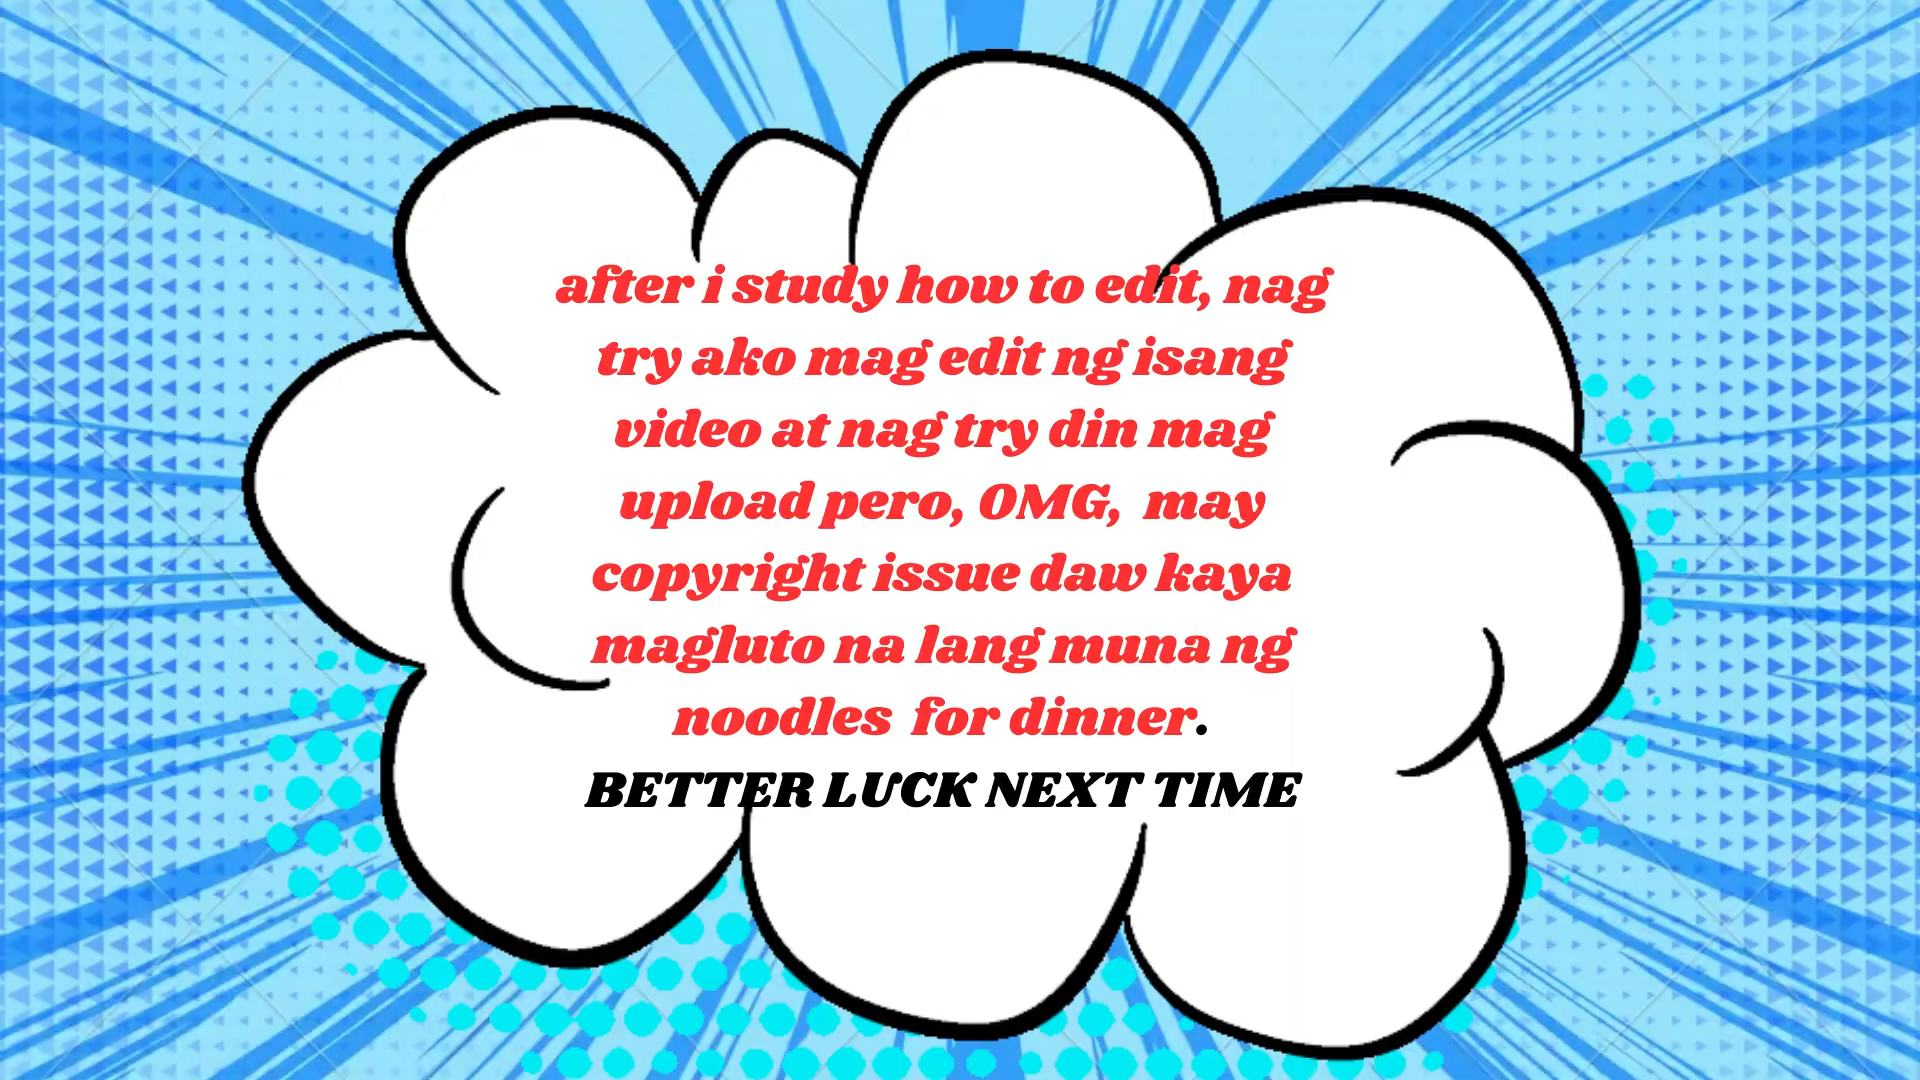 after i study how to edit, nag
try ako mag edit ng isang
video at nag try din mag
upload pero, OMG,  may
copyright issue daw kaya
magluto na lang muna ng
noodles  for dinner.
BETTER LUCK NEXT TIME